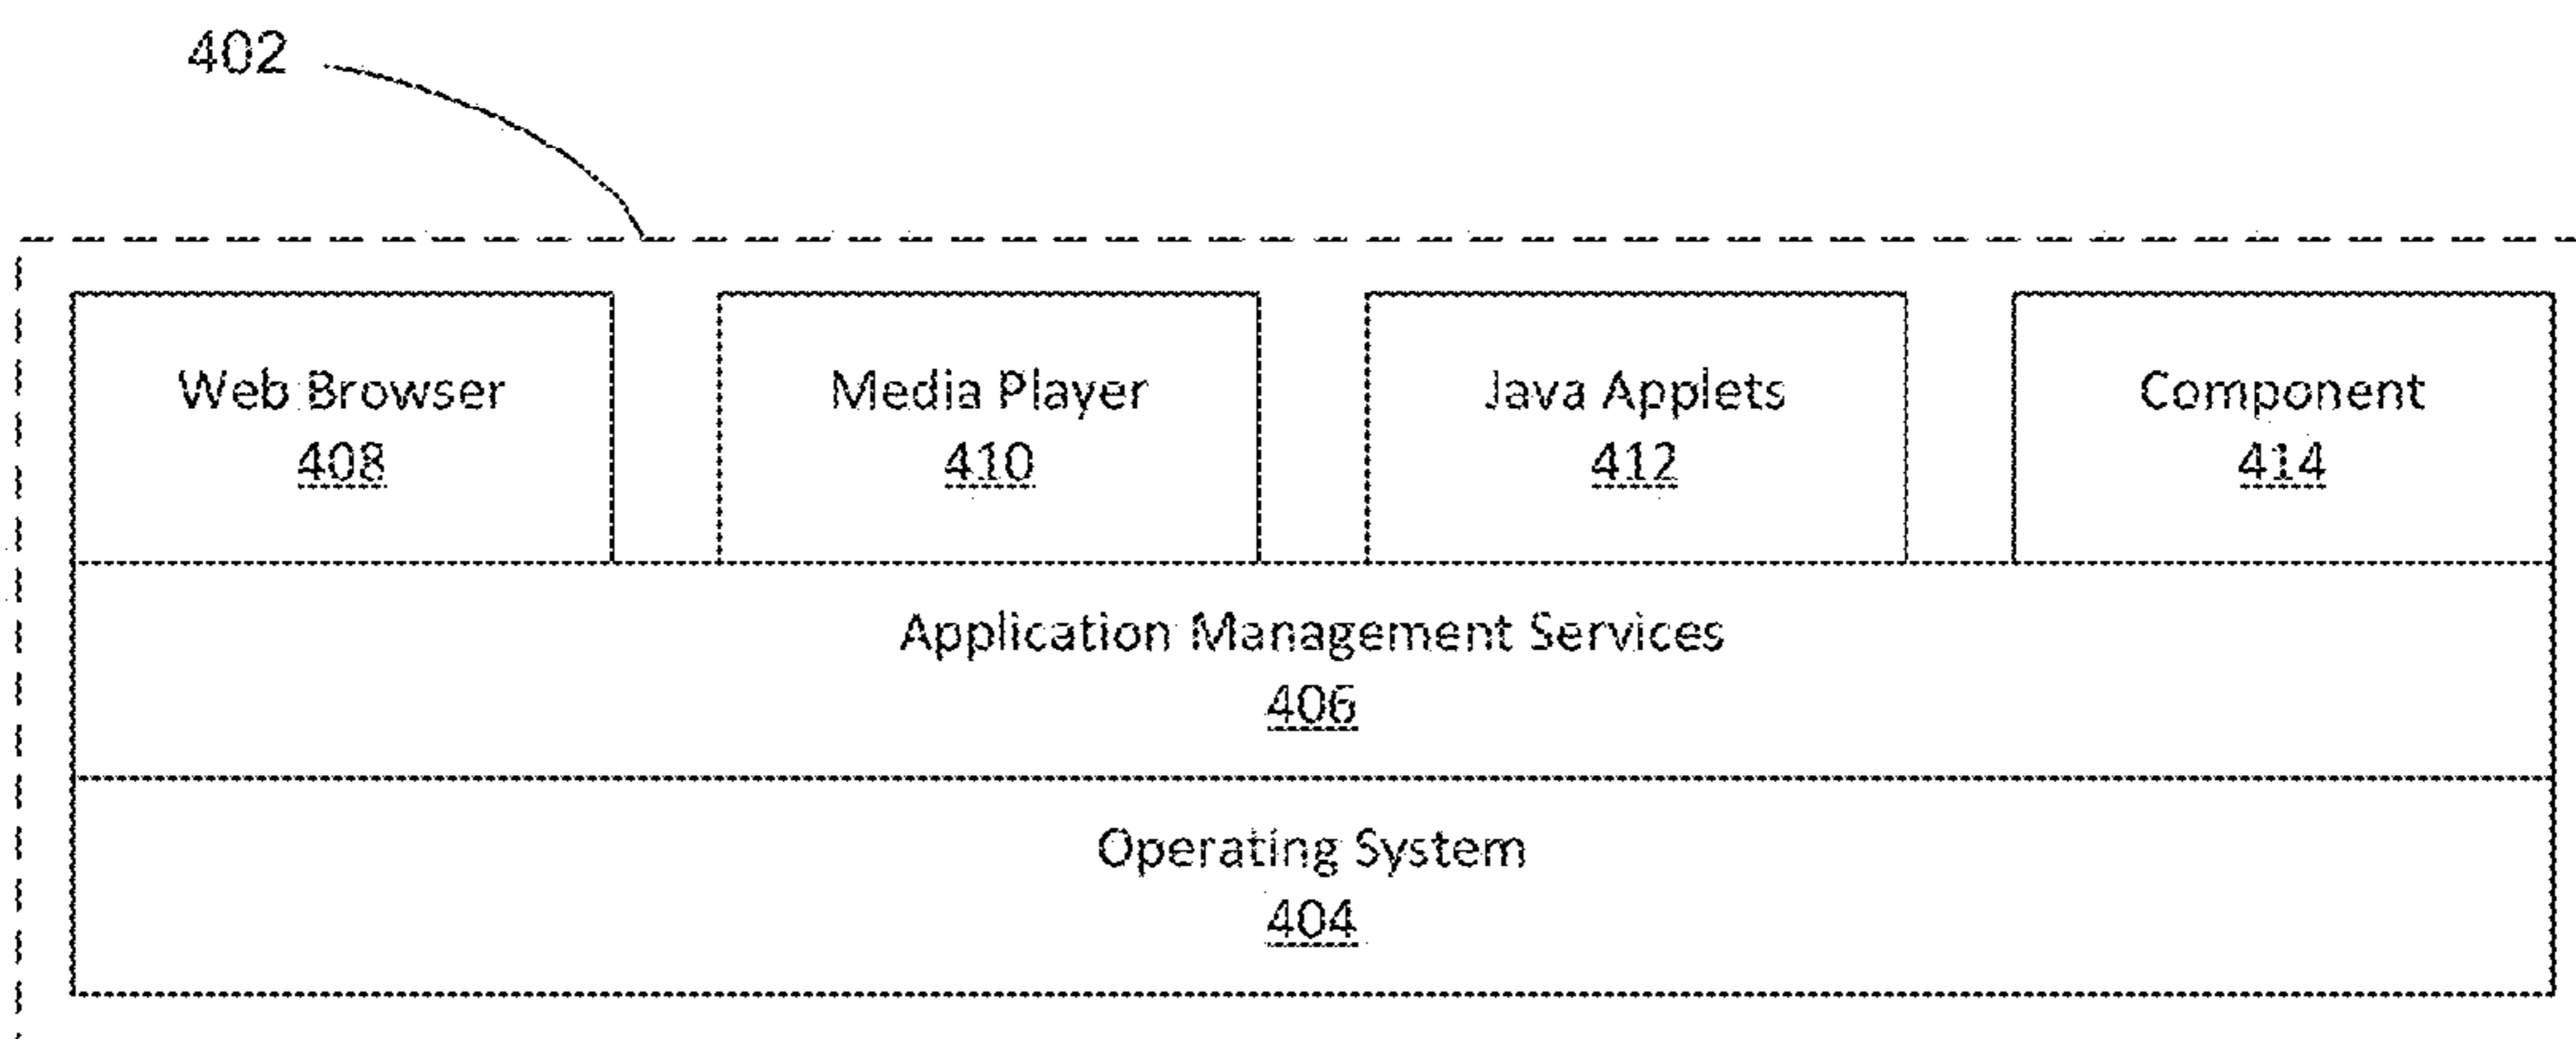 402
Web Browser
408
Media Player
410
Java Applets
412
Component
414
Application Management Services
406
Operating System
404